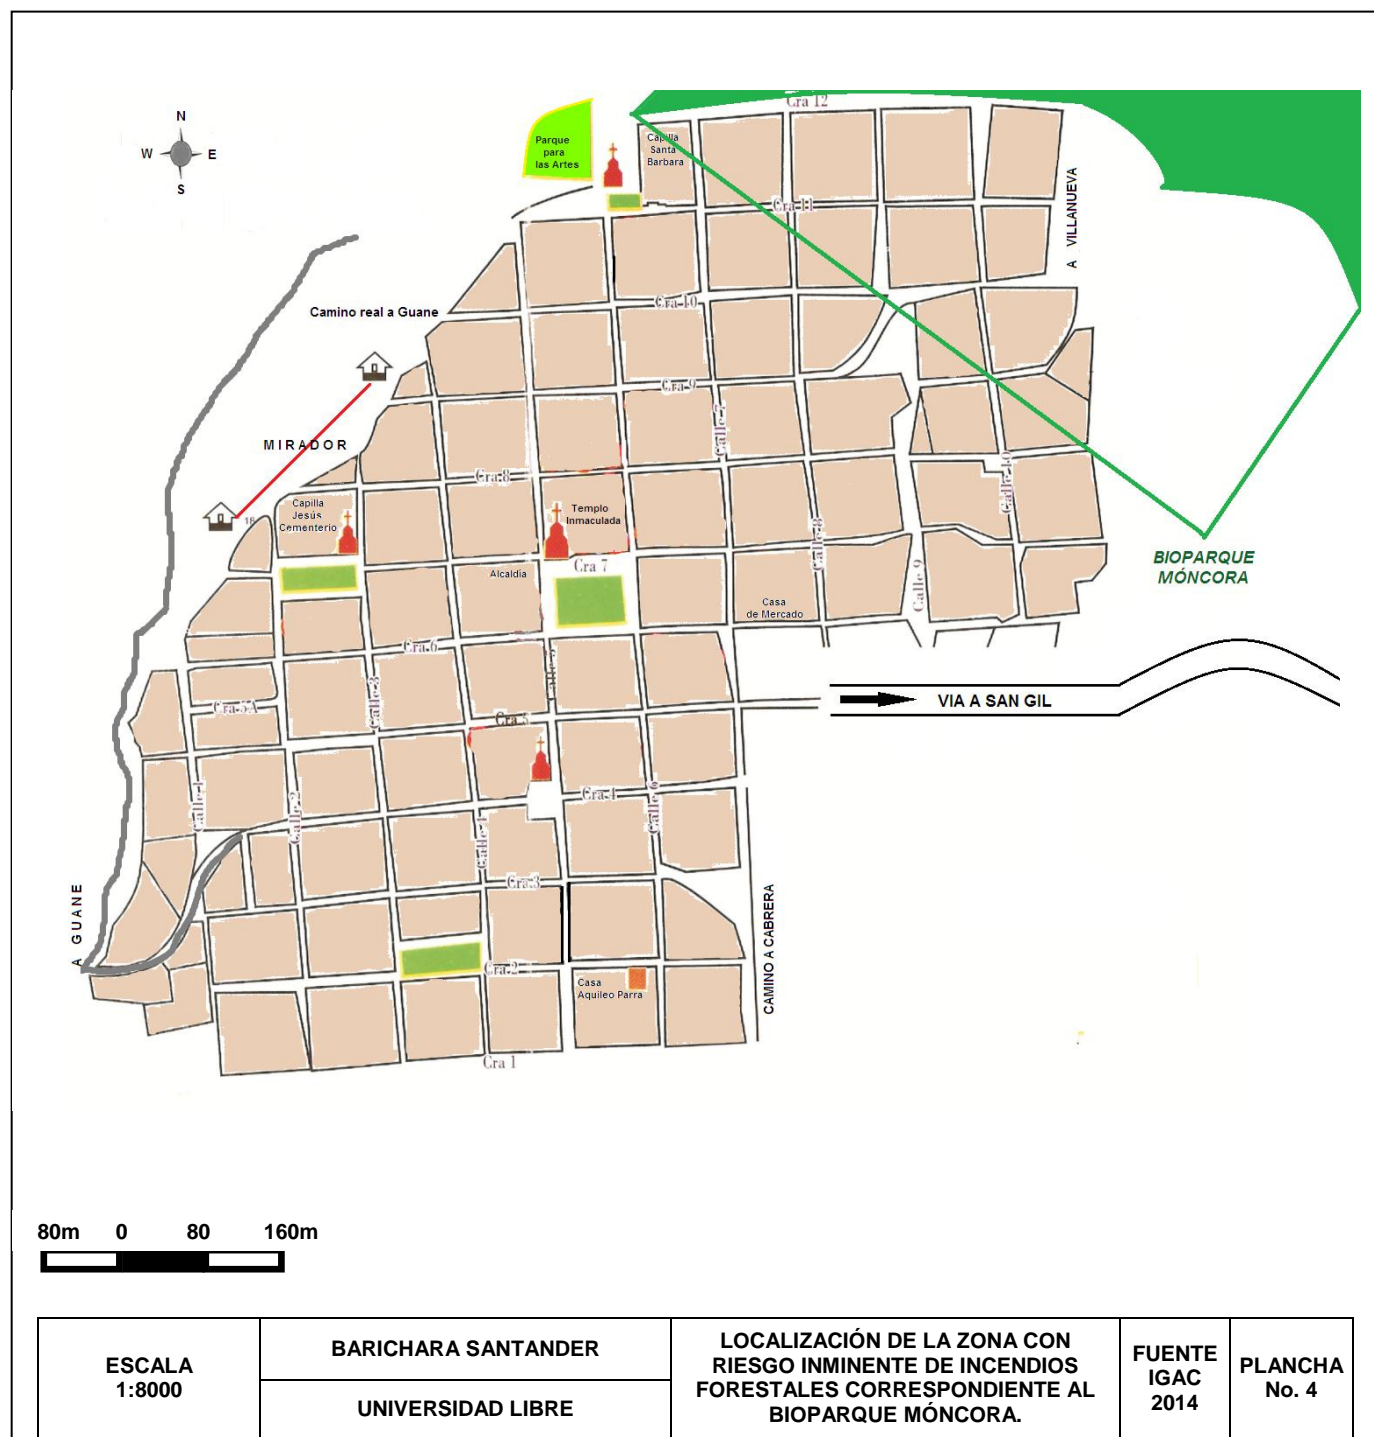 Cra 12
N
W E
S
Parque
para
las Artes
Capilla
Santa
Barbara
Cra 11
A VILLANUEVA
Camino real a Guane
Cra 10
Cra 9
Calle 7
MIRADOR
Cra 8
Calle 10
18
Capilla
Jesús
Cementerio
Templo
Inmaculada
Calle 8
BIOPARQUE
MÓNCORA
Cra 7
Alcaldía
Calle 9
Casa
de Mercado
Cra 6
Calle 3
Calle 5
Cra 5A
Cra 5
VIA A SAN GIL
Calle 1
Calle 2
Cra 4
Calle 6
Calle 4
Cra 3
A GUANE
CAMINO A CABRERA
Cra 2
Casa
Aquileo Parra
Cra 1
80m 0 80 160m
ESCALA
1:8000
BARICHARA SANTANDER
UNIVERSIDAD LIBRE
LOCALIZACIÓN DE LA ZONA CON
RIESGO INMINENTE DE INCENDIOS
FORESTALES CORRESPONDIENTE AL
BIOPARQUE MÓNCORA.
FUENTE
IGAC
2014
PLANCHA
No. 4